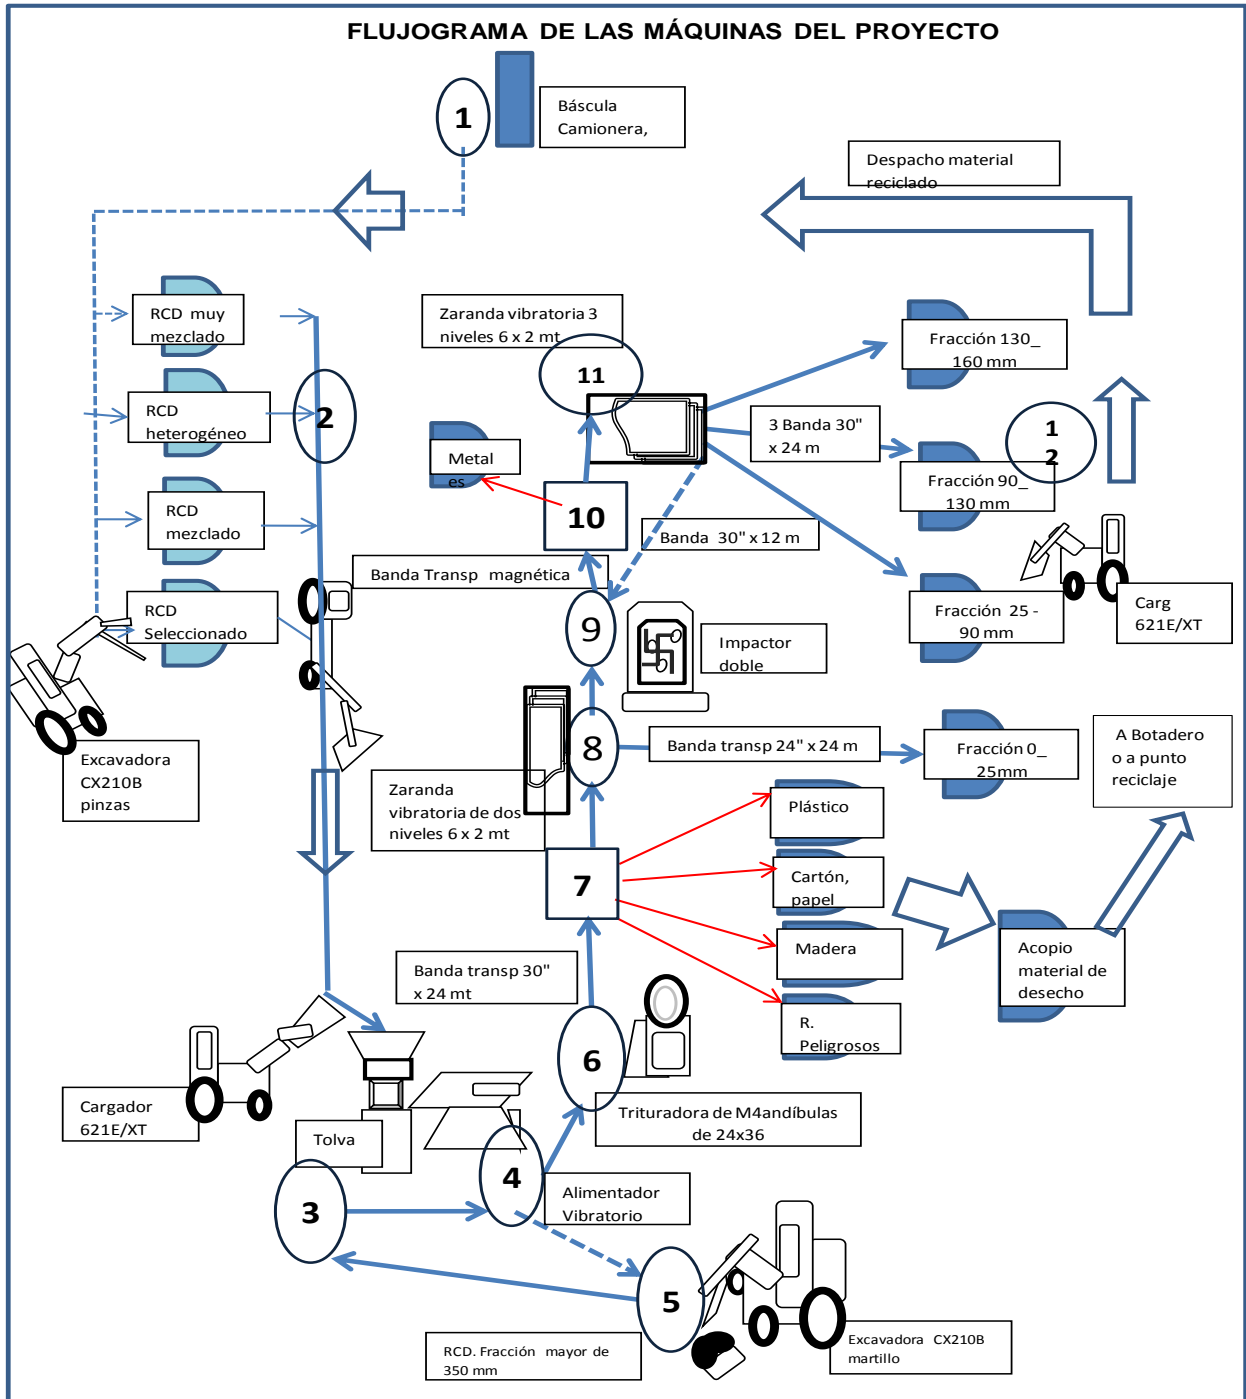 FLUJOGRAMA DE LAS MÁQUINAS DEL PROYECTO
1
Báscula
Camionera,
Despacho material
reciclado
RCD muy
mezclado
Zaranda vibratoria 3
niveles 6 x 2 mt
Fracción 130_
160 mm
11
2
RCD
heterogéneo
3 Banda 30"
x 24 m
1
2
Metal
es
Fracción 90_
130 mm
RCD
mezclado
10
Banda 30" x 12 m
Banda Transp magnética
RCD
Seleccionado
9
Impactor
doble
Fracción 25 -
90 mm
Carg
621E/XT
Excavadora
CX210B
pinzas
8
Banda transp 24" x 24 m
Fracción 0_
25mm
A Botadero
o a punto
reciclaje
Zaranda
vibratoria de dos
niveles 6 x 2 mt
Plástico
7
Cartón,
papel
Madera
Acopio
material de
desecho
Banda transp 30"
x 24 mt
R.
Peligrosos
6
Cargador
621E/XT
Tolva
Trituradora de M4andíbulas
de 24x36
4
3
Alimentador
Vibratorio
5
RCD. Fracción mayor de
350 mm
Excavadora CX210B
martillo